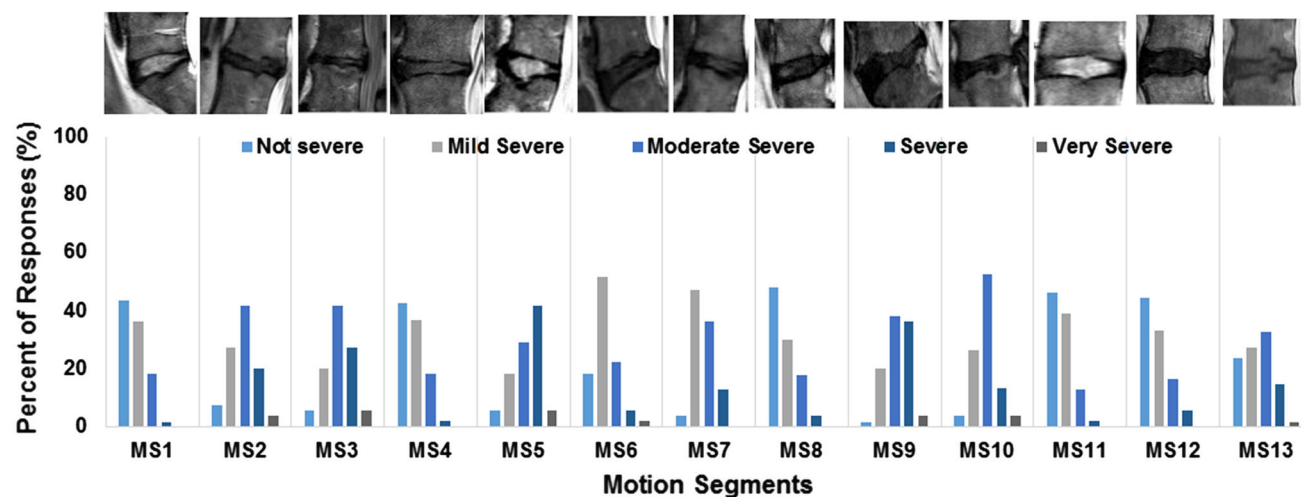 Percent of Responses (%)
100
80
60
40
20
0
Not severe Mild Severe Moderate Severe Severe Very Severe
MS1 MS2 MS3 MS4 MS5 MS6 MS7 MS8 MS9 MS10 MS11 MS12 MS13
Motion Segments